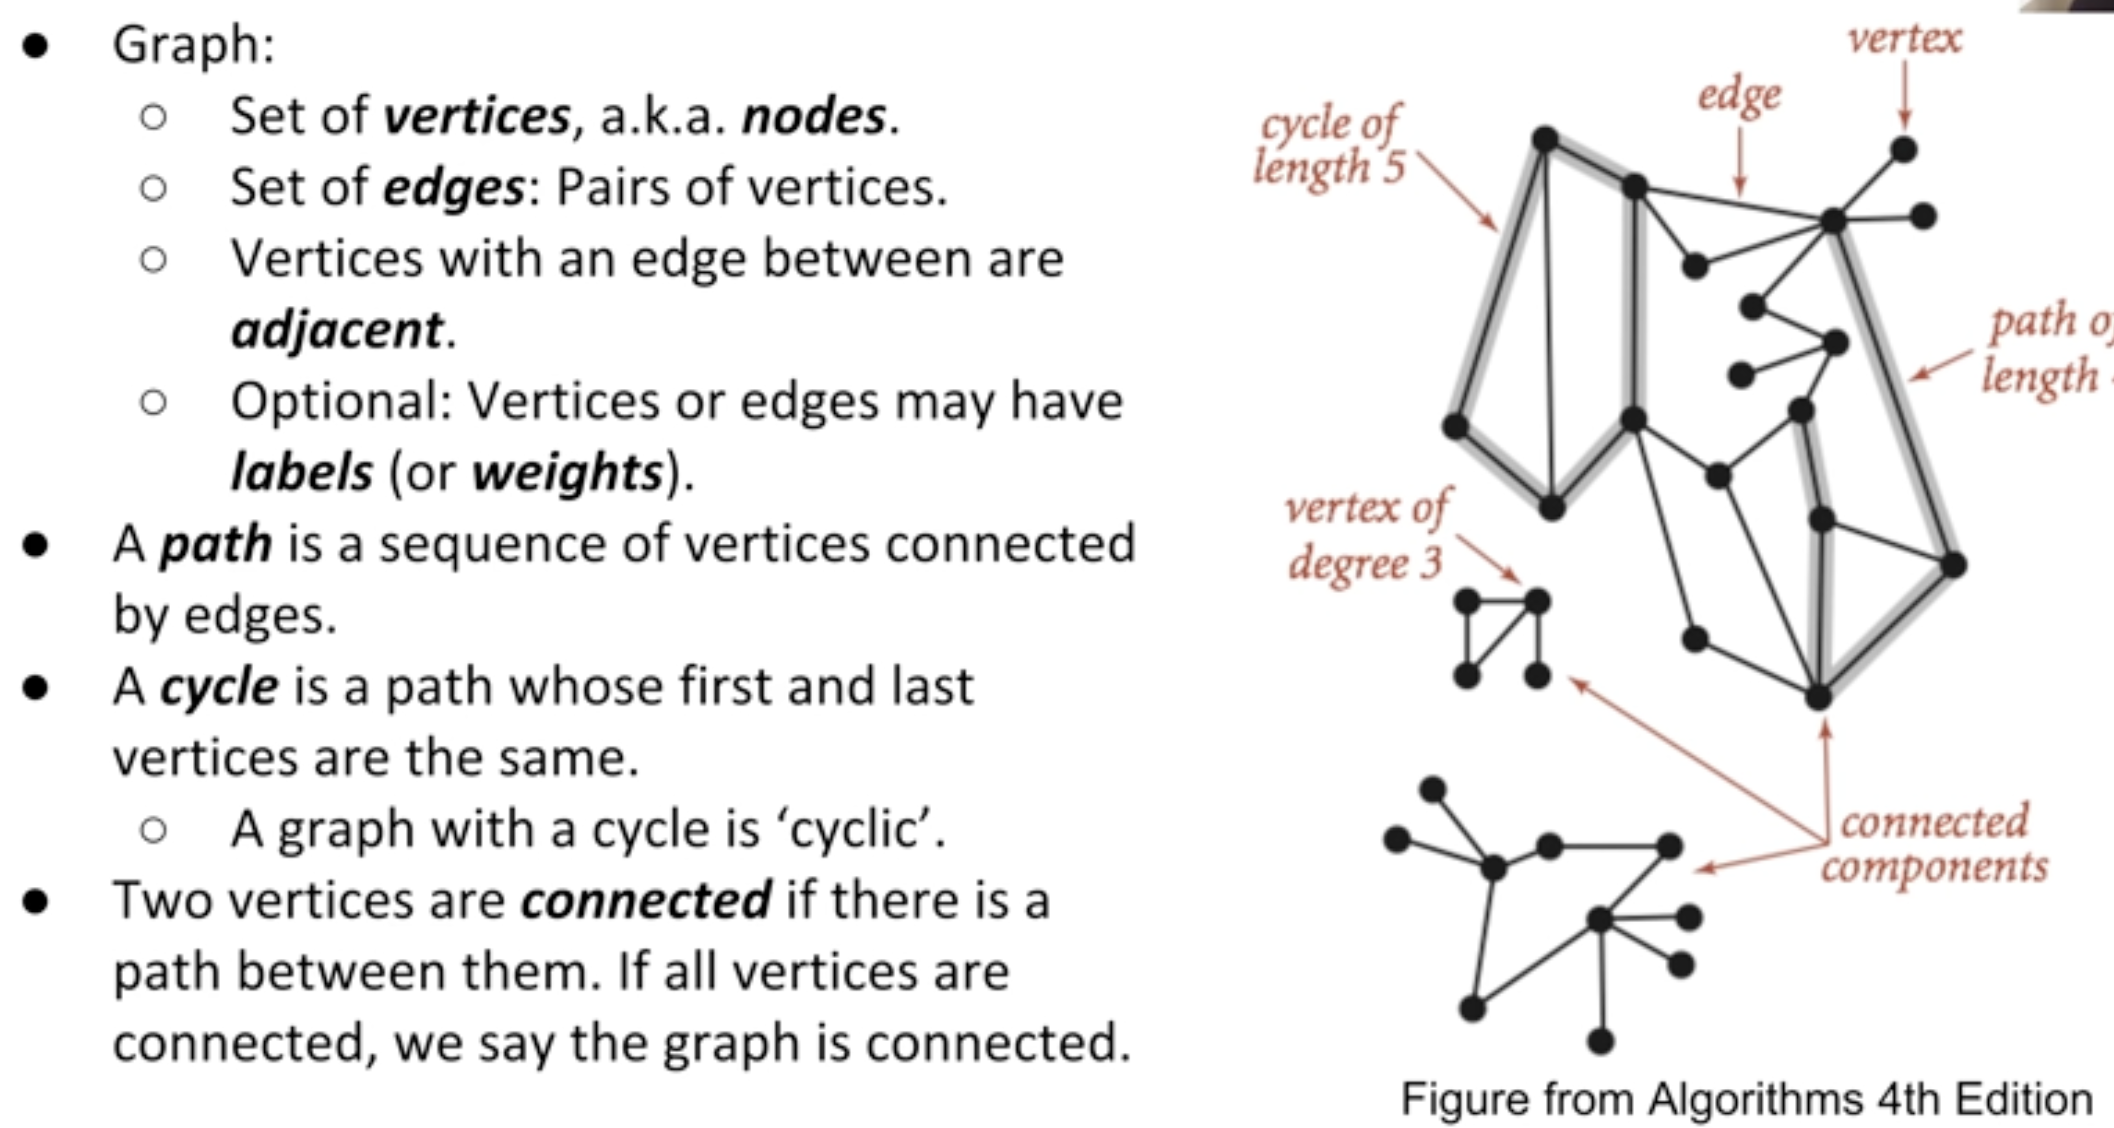 ● Graph:
○ Set of vertices, a.k.a. nodes.
○ Set of edges: Pairs of vertices.
○ Vertices with an edge between are
adjacent.
○ Optional: Vertices or edges may have
labels (or weights).
● A path is a sequence of vertices connected
by edges.
● A cycle is a path whose first and last
vertices are the same.
○ A graph with a cycle is ‘cyclic’.
● Two vertices are connected if there is a
path between them. If all vertices are
connected, we say the graph is connected.
vertex
edge
cycle of
length 5
path
length
vertex of
degree 3
connected
components
Figure from Algorithms 4th Edition